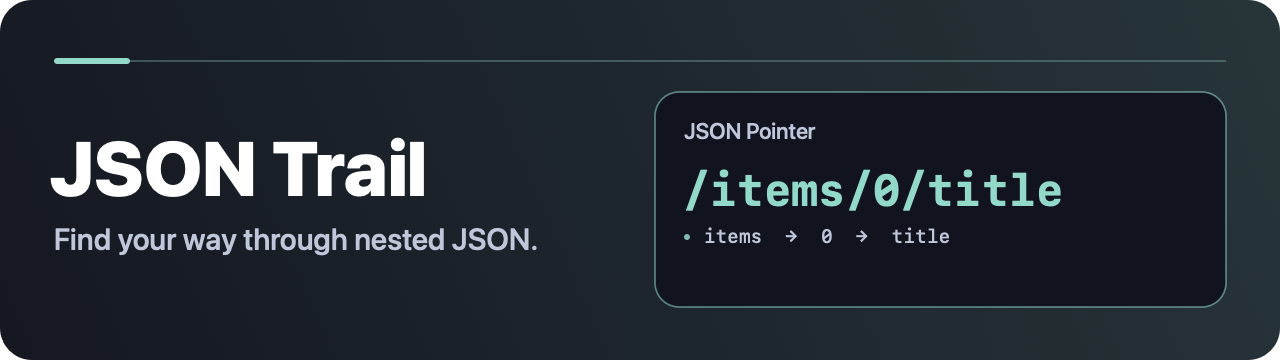 JSON Trail
Find your way through nested JSON.
JSON Pointer
/items/0/title
• items → 0 → title